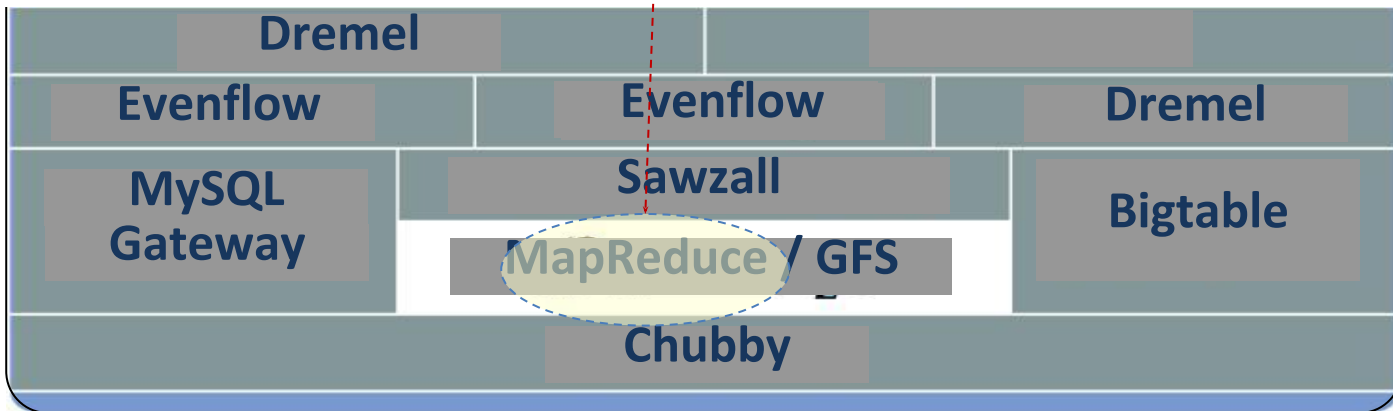 Dremel
Evenflow
Evenflow
Dremel
MySQL
Gateway
Sawzall
Bigtable
MapReduce / GFS
Chubby